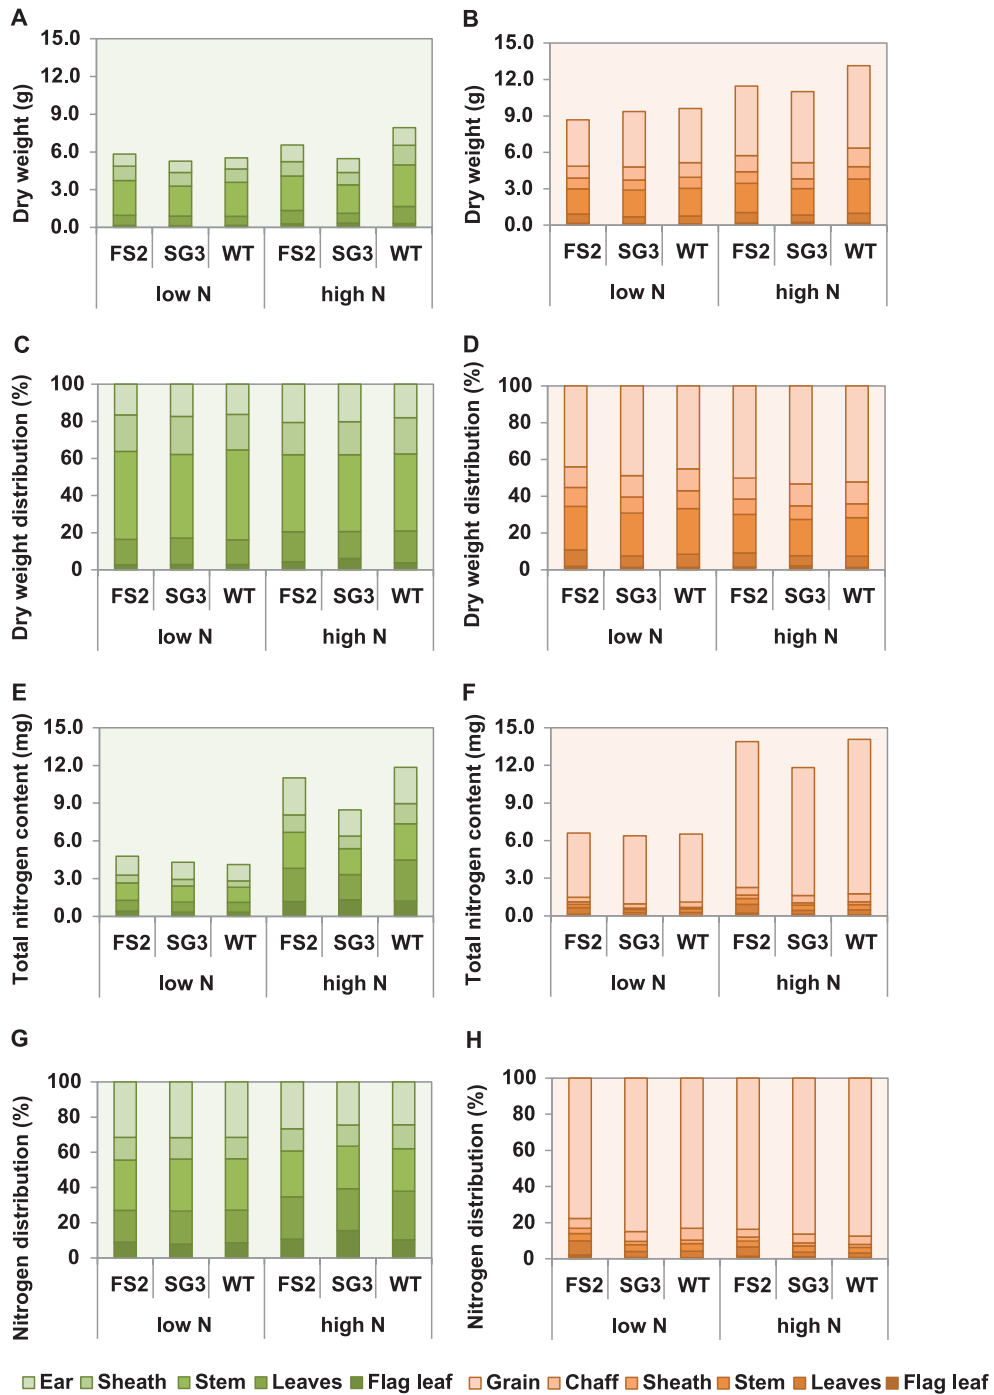 A
Dry weight (g)
15.0
12.0
9.0
6.0
3.0
0.0
FS2 SG3 WT FS2 SG3 WT
low N high N
B
Dry weight (g)
15.0
12.0
9.0
6.0
3.0
0.0
FS2 SG3 WT FS2 SG3 WT
low N high N
C
Dry weight distribution (%)
100
80
60
40
20
0
FS2 SG3 WT FS2 SG3 WT
low N high N
D
Dry weight distribution (%)
100
80
60
40
20
0
FS2 SG3 WT FS2 SG3 WT
low N high N
E
Total nitrogen content (mg)
15.0
12.0
9.0
6.0
3.0
0.0
FS2 SG3 WT FS2 SG3 WT
low N high N
F
Total nitrogen content (mg)
15.0
12.0
9.0
6.0
3.0
0.0
FS2 SG3 WT FS2 SG3 WT
low N high N
G
Nitrogen distribution (%)
100
80
60
40
20
0
FS2 SG3 WT FS2 SG3 WT
low N high N
H
Nitrogen distribution (%)
100
80
60
40
20
0
FS2 SG3 WT FS2 SG3 WT
low N high N
Ear Sheath Stem Leaves Flag leaf Grain Chaff Sheath Stem Leaves Flag leaf